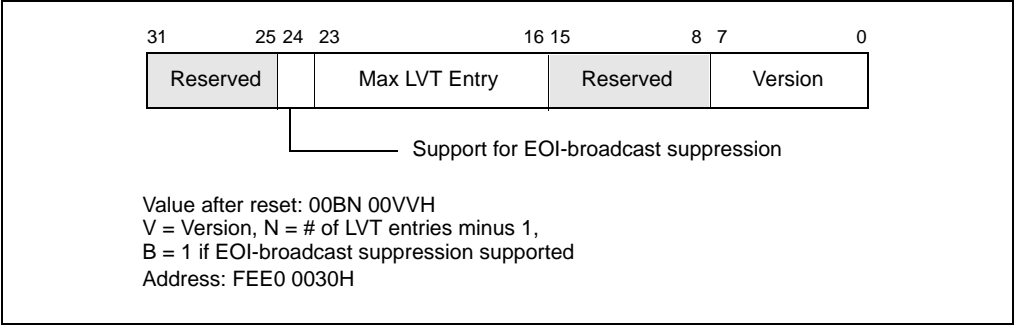 31 25 24 23 16 15 8 7 0
Reserved Max LVT Entry Reserved Version
Support for EOI-broadcast suppression
Value after reset: 00BN 00VVH
V = Version, N = # of LVT entries minus 1,
B = 1 if EOI-broadcast suppression supported
Address: FEE0 0030H